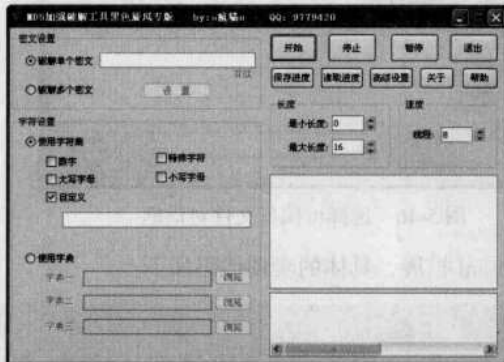 MD5加强破解工具黑色旋风专版 by:∞航猫∞ QQ: 9779420
密文设置
破解单个密文
破解多个密文
设 置
字符设置
使用字符集
数字
特殊字符
大写字母
小写字母
自定义
使用字典
字典一
浏览
字典二
浏览
字典三
浏览
开始
停止
暂停
退出
保存进度
读取进度
高级设置
关于
帮助
长度
最小长度: 0
最大长度: 16
速度
线程: 8